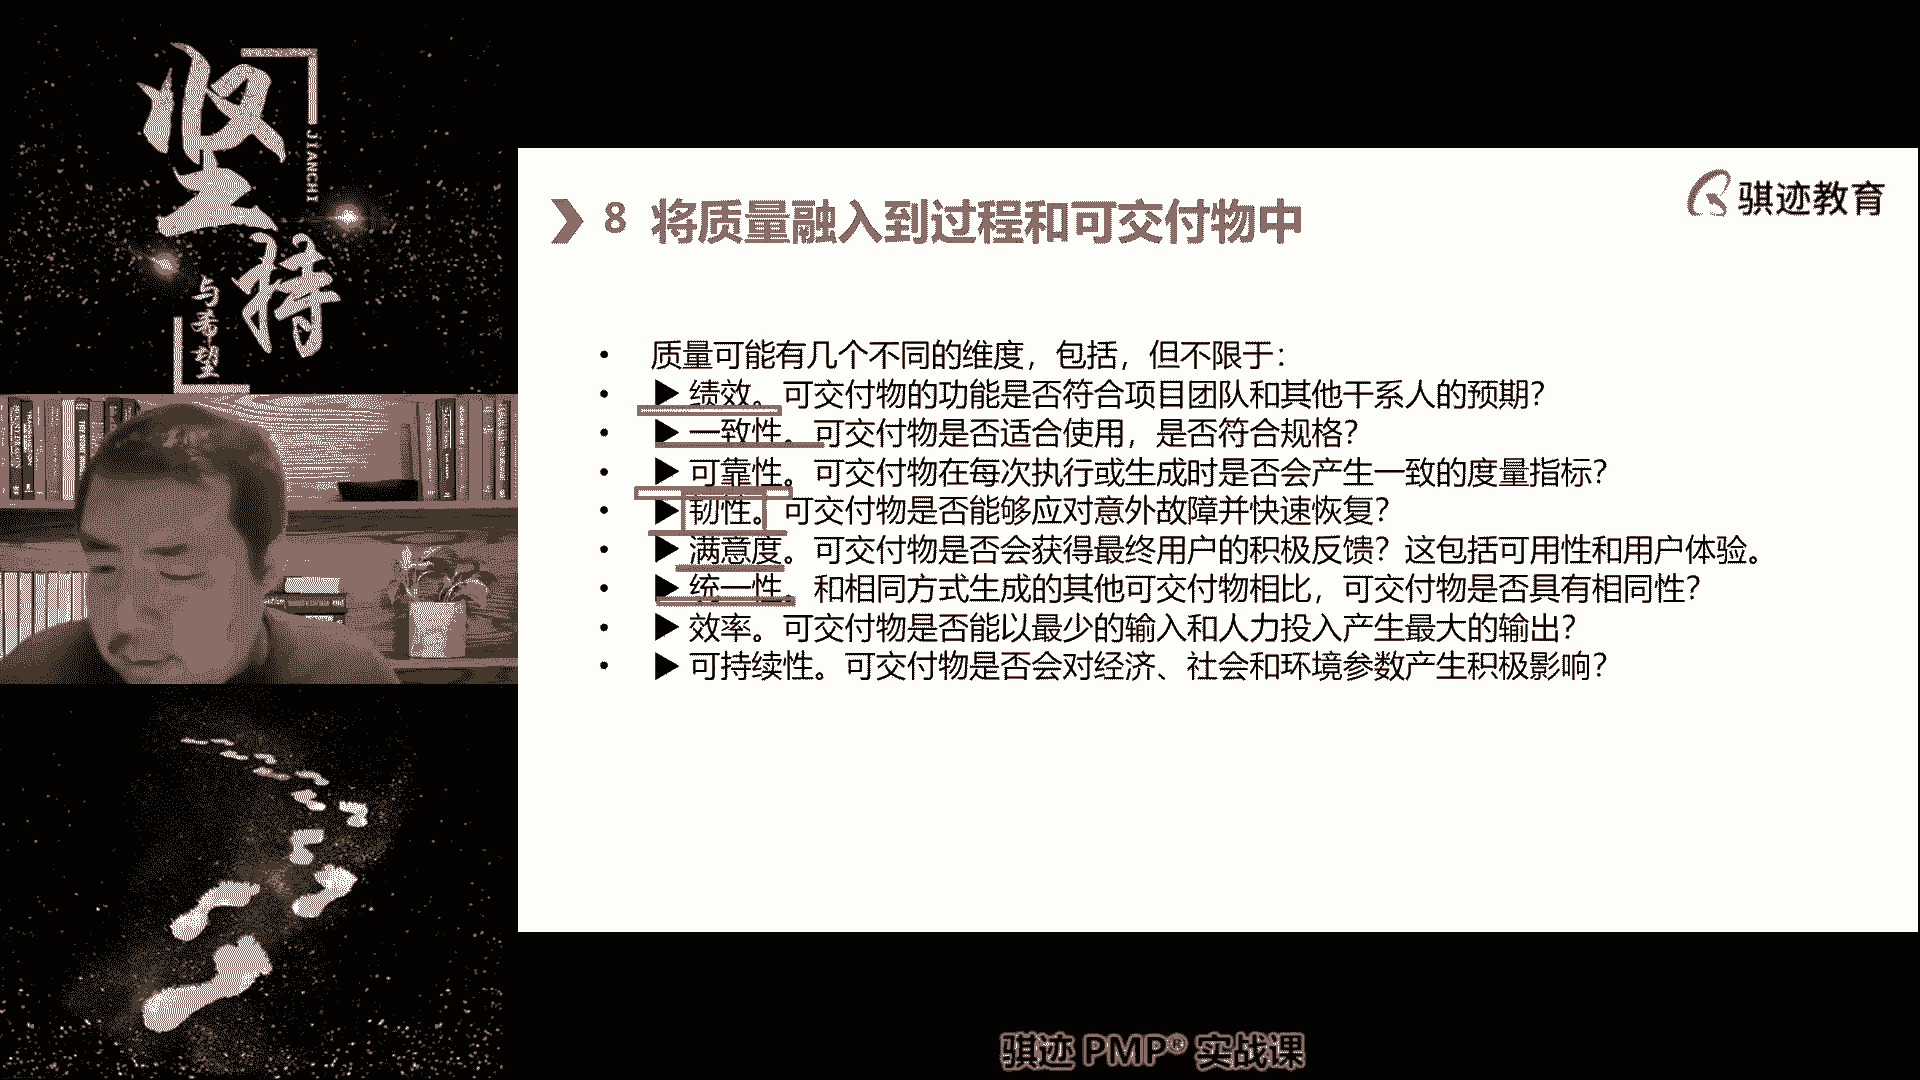 坚持
JIANCHI
与希望
骐迹教育
8 将质量融入到过程和可交付物中
• 质量可能有几个不同的维度，包括，但不限于：
• ▶ 绩效。可交付物的功能是否符合项目团队和其他干系人的预期？
• ▶ 一致性。可交付物是否适合使用，是否符合规格？
• ▶ 可靠性。可交付物在每次执行或生成时是否会产生一致的度量指标？
• ▶ 韧性。可交付物是否能够应对意外故障并快速恢复？
• ▶ 满意度。可交付物是否会获得最终用户的积极反馈？这包括可用性和用户体验。
• ▶ 统一性。和相同方式生成的其他可交付物相比，可交付物是否具有相同性？
• ▶ 效率。可交付物是否能以最少的输入和人力投入产生最大的输出？
• ▶ 可持续性。可交付物是否会对经济、社会和环境参数产生积极影响？
骐迹 PMP® 实战课